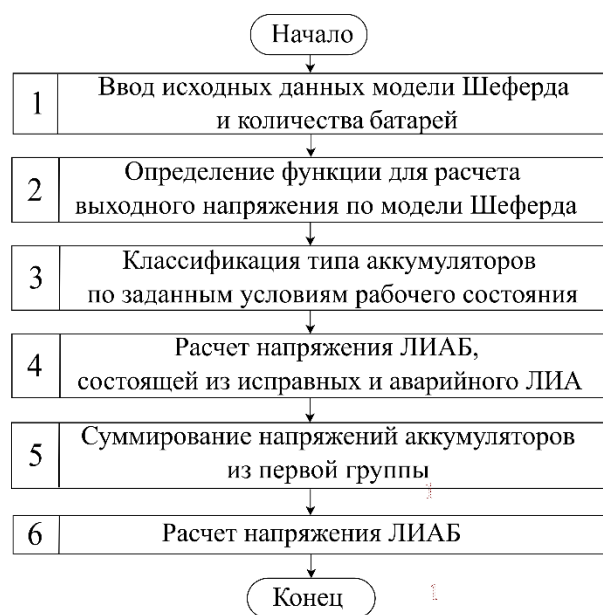 Начало
1
Ввод исходных данных модели Шеферда
и количества батарей
2
Определение функции для расчета
выходного напряжения по модели Шеферда
3
Классификация типа аккумуляторов
по заданным условиям рабочего состояния
4
Расчет напряжения ЛИАБ,
состоящей из исправных и аварийного ЛИА
5
Суммирование напряжений аккумуляторов
из первой группы
6
Расчет напряжения ЛИАБ
Конец